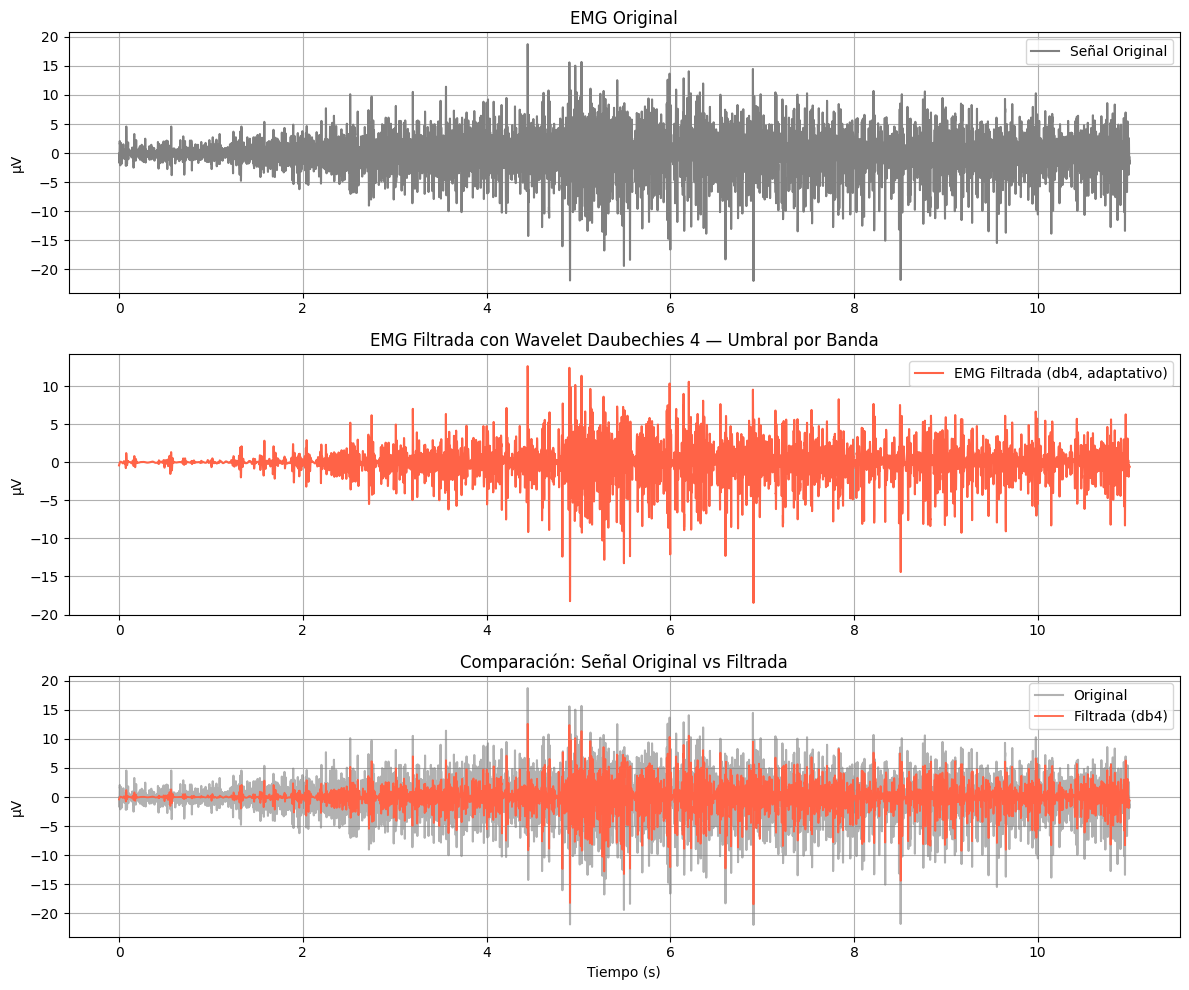 EMG Original
20
15
10
5
0
−5
−10
−15
−20
µV
Señal Original
0 2 4 6 8 10
EMG Filtrada con Wavelet Daubechies 4 — Umbral por Banda
10
5
0
−5
−10
−15
−20
µV
EMG Filtrada (db4, adaptativo)
0 2 4 6 8 10
Comparación: Señal Original vs Filtrada
20
15
10
5
0
−5
−10
−15
−20
µV
Original
Filtrada (db4)
0 2 4 6 8 10
Tiempo (s)